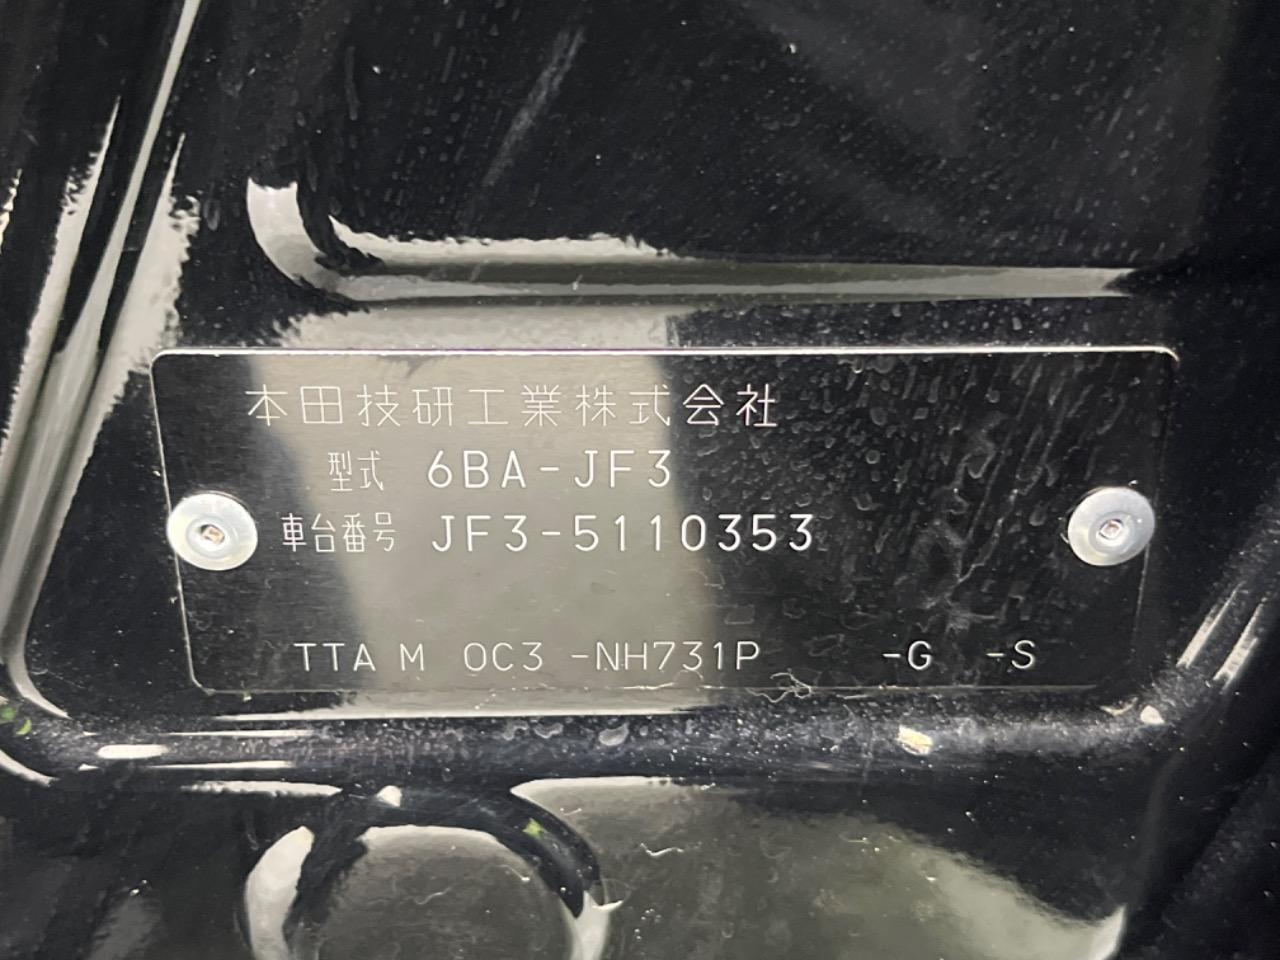 本田技研工業株式会社
型式 6BA-JF3
車台番号 JF3-5110353
TTA M 0C3 -NH731P -G -S